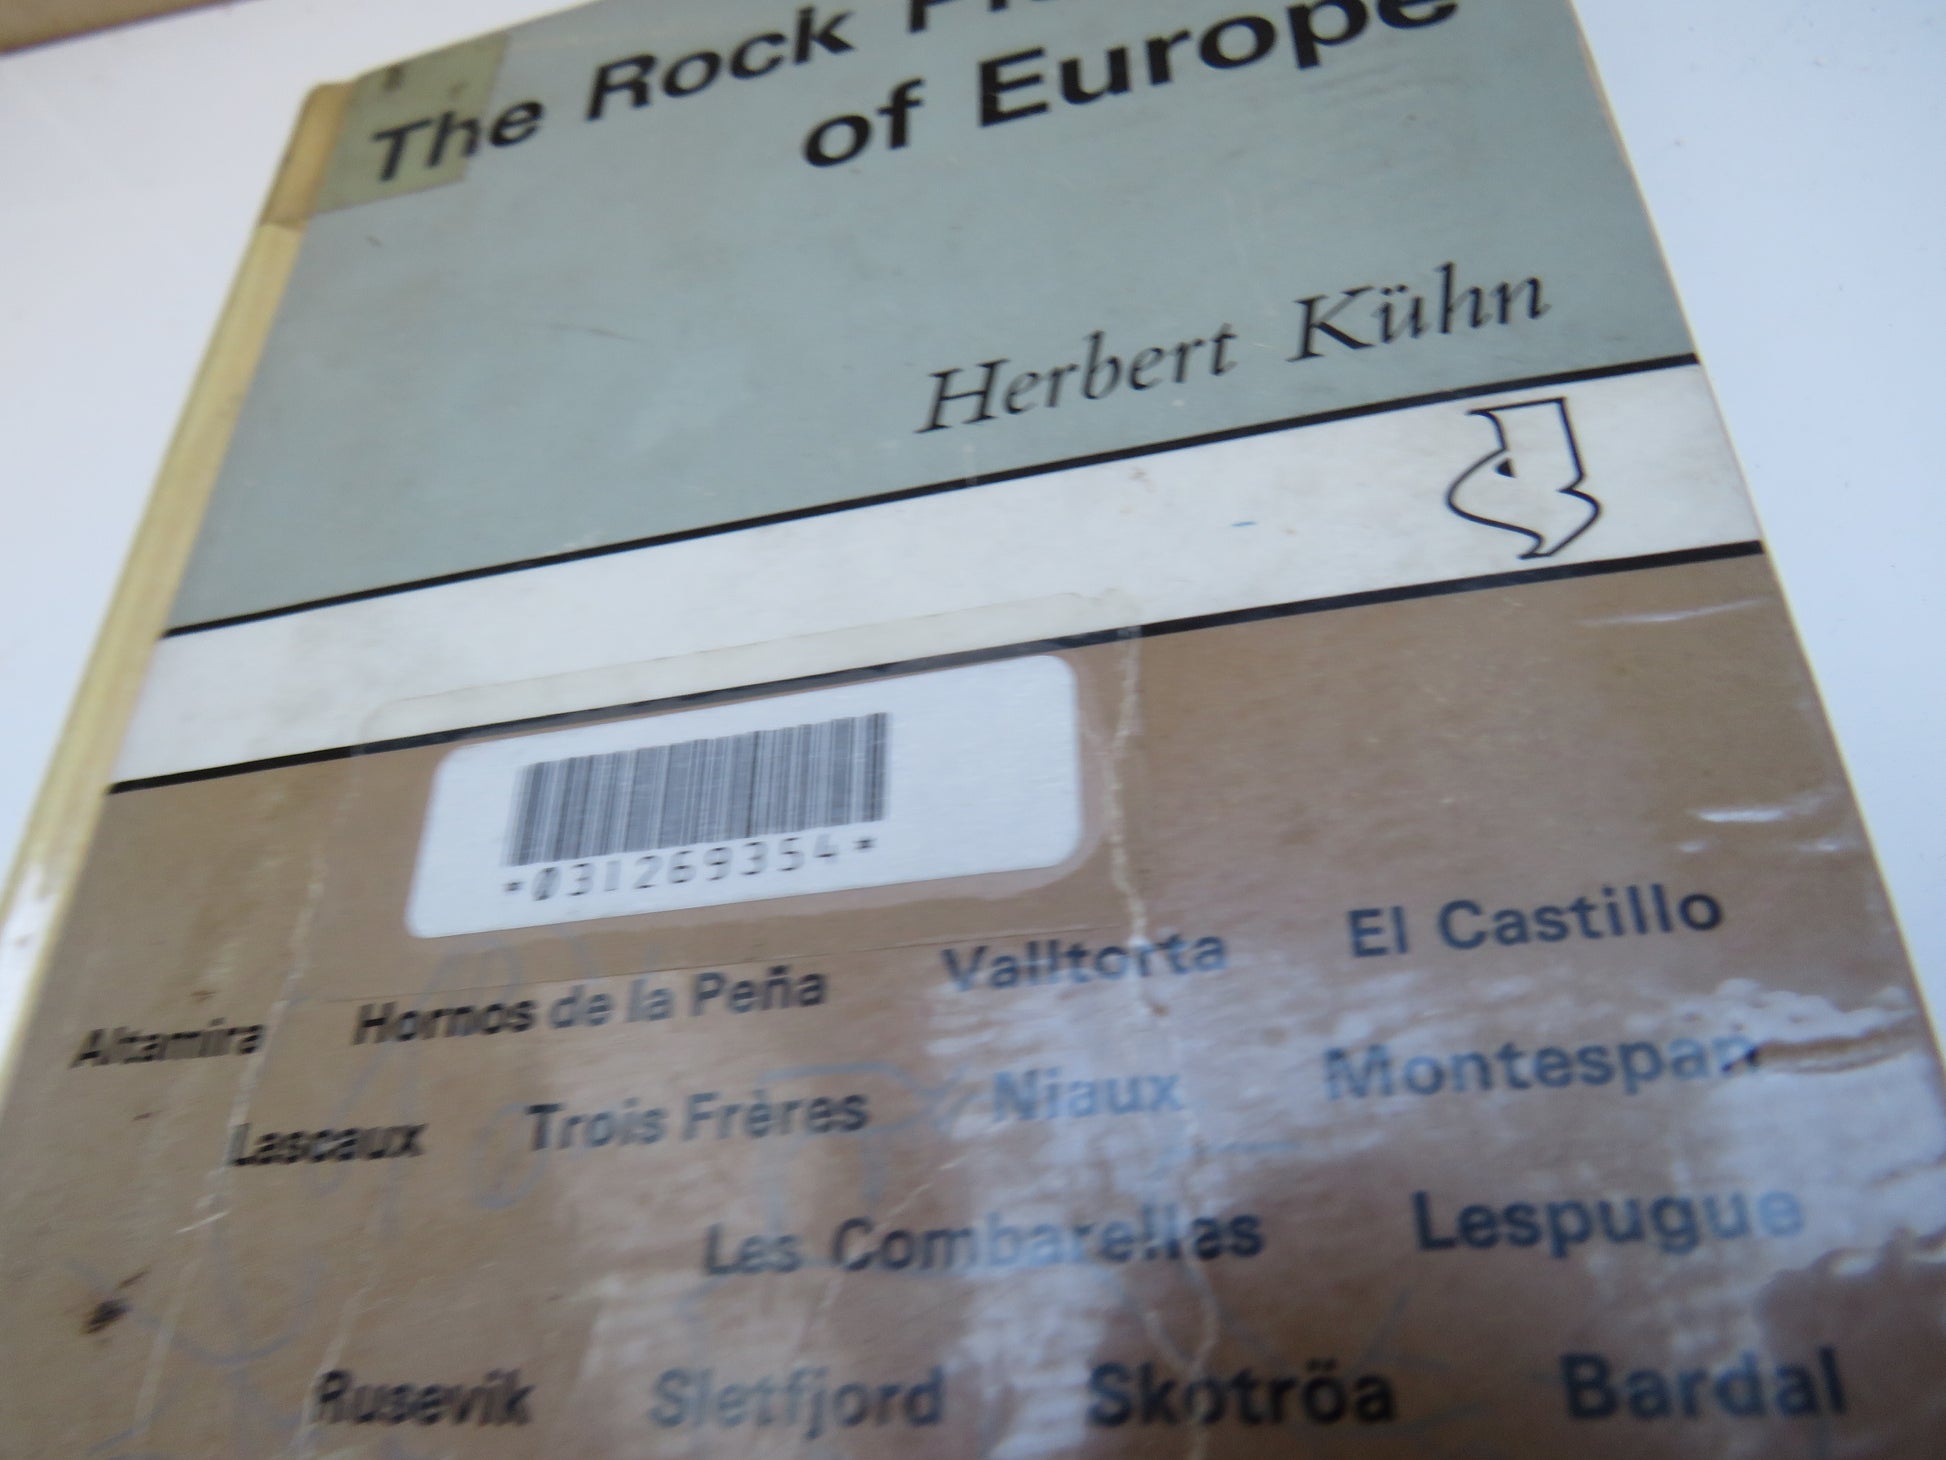 The Rock
of Europe
Herbert Kühn
*031269354*
Altamira Hornos de la Peña Valltorta El Castillo
Lascaux Trois Frères Niaux Montespan
Les Combarelles Lespugue
Rusevik Sletfjord Skotröa Bardal